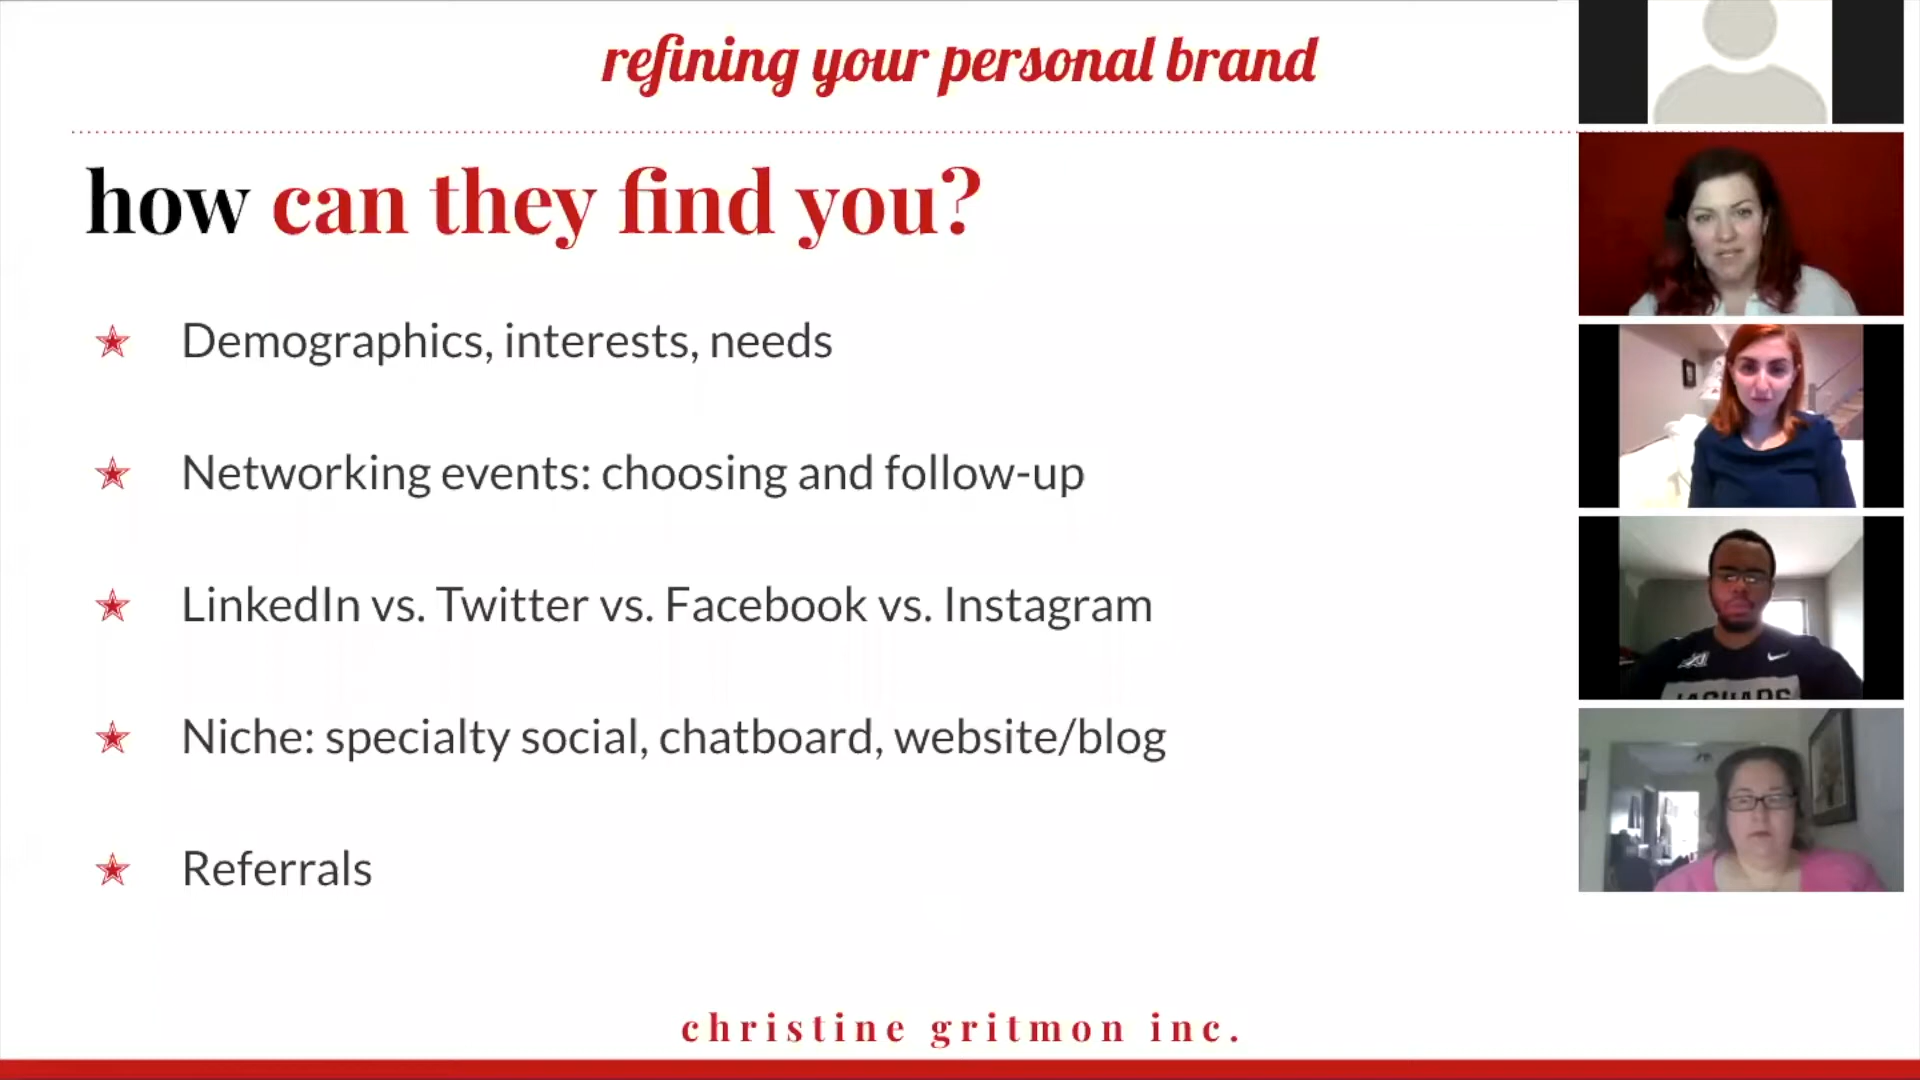 refining your personal brand
how can they find you?
Demographics, interests, needs
Networking events: choosing and follow-up
LinkedIn vs. Twitter vs. Facebook vs. Instagram
Niche: specialty social, chatboard, website/blog
Referrals
christine gritmon inc.
JAGUARS